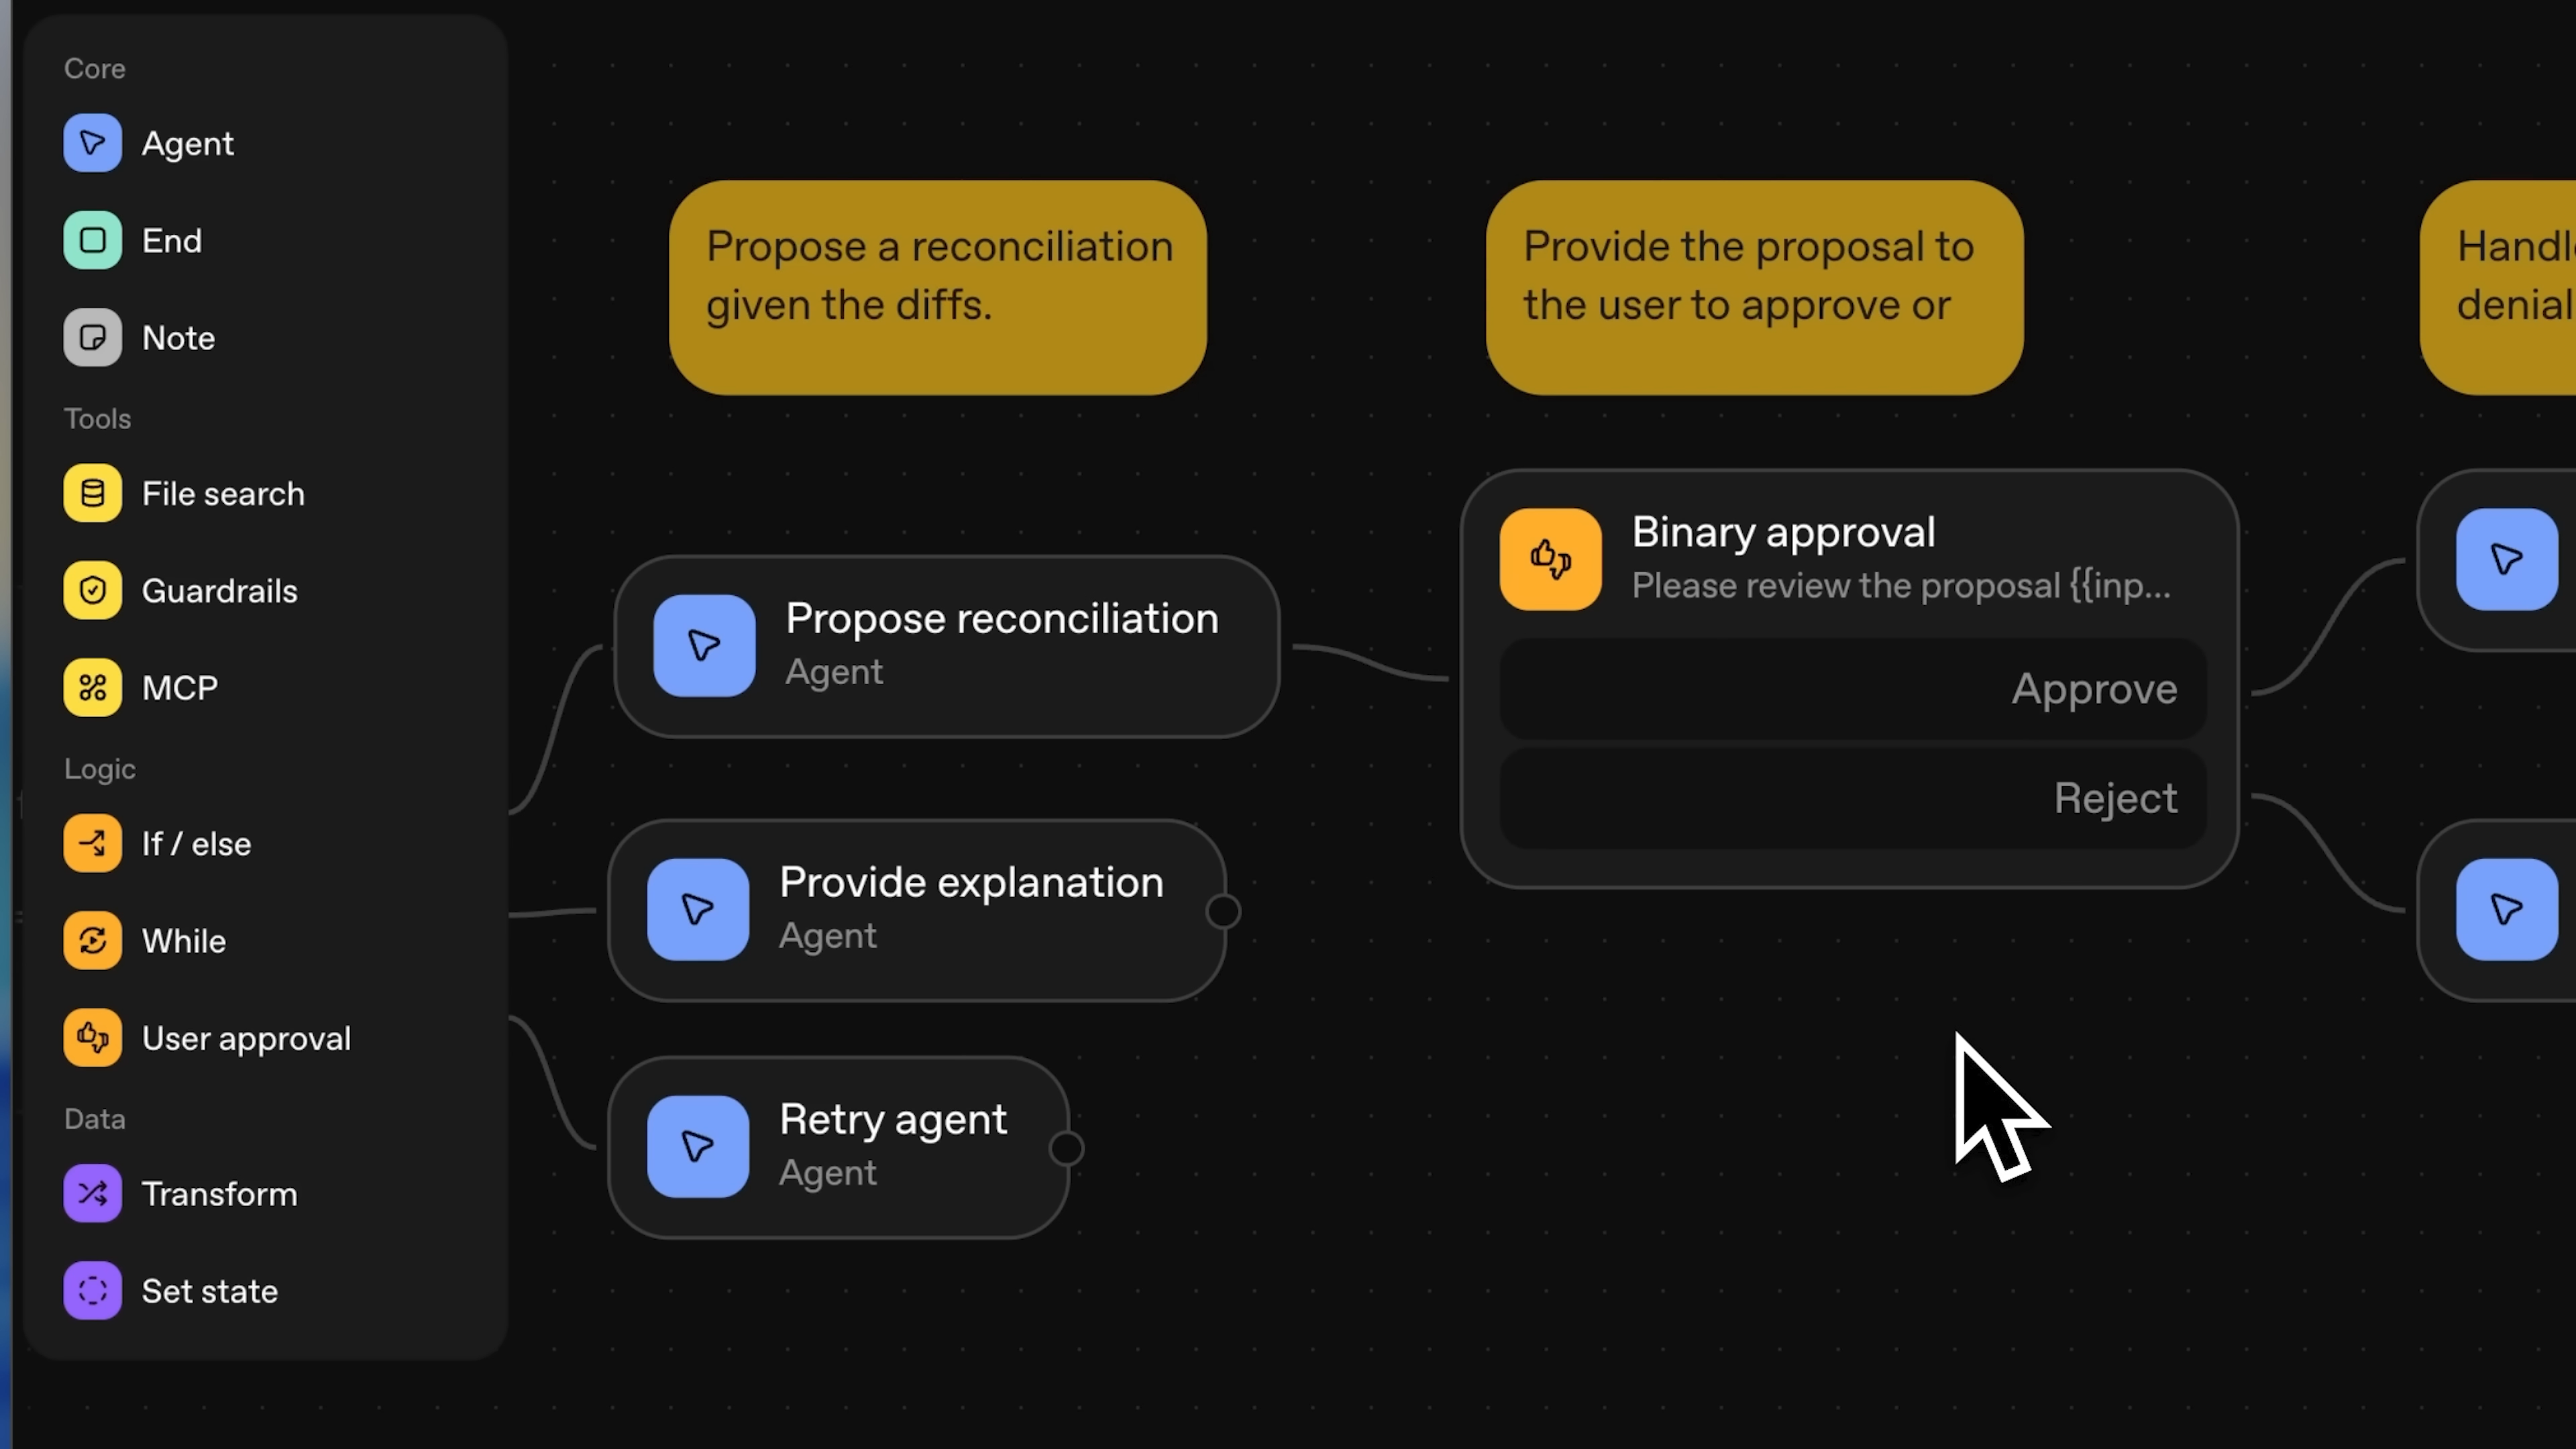 Core
Agent
End
Note
Tools
File search
Guardrails
MCP
Logic
If / else
While
User approval
Data
Transform
Set state
Propose a reconciliation
given the diffs.
Provide the proposal to
the user to approve or
denial
Propose reconciliation
Agent
Provide explanation
Agent
Retry agent
Agent
Binary approval
Please review the proposal {{inp...
Approve
Reject